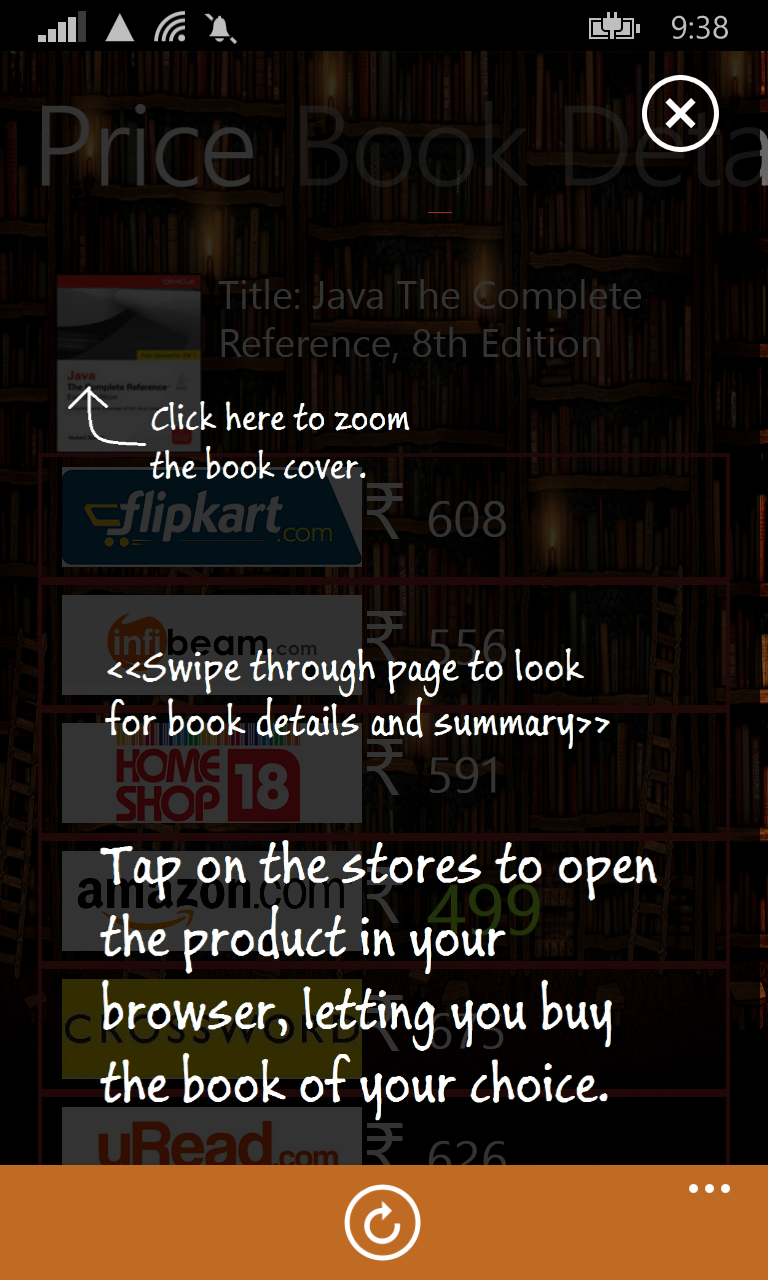 9:38
Price Book Deta
Title: Java The Complete
Reference, 8th Edition
ORACLE
Java
The Complete Reference
Click here to zoom
the book cover.
flipkart.com
₹ 608
infibeam.com
₹ 556
<<Swipe through page to look
for book details and summary>>
HOME
SHOP 18
₹ 591
Tap on the stores to open
the product in your
browser, letting you buy
the book of your choice.
amazon.com
₹ 499
CROSSWORD
₹ 675
uRead.com
₹ 626